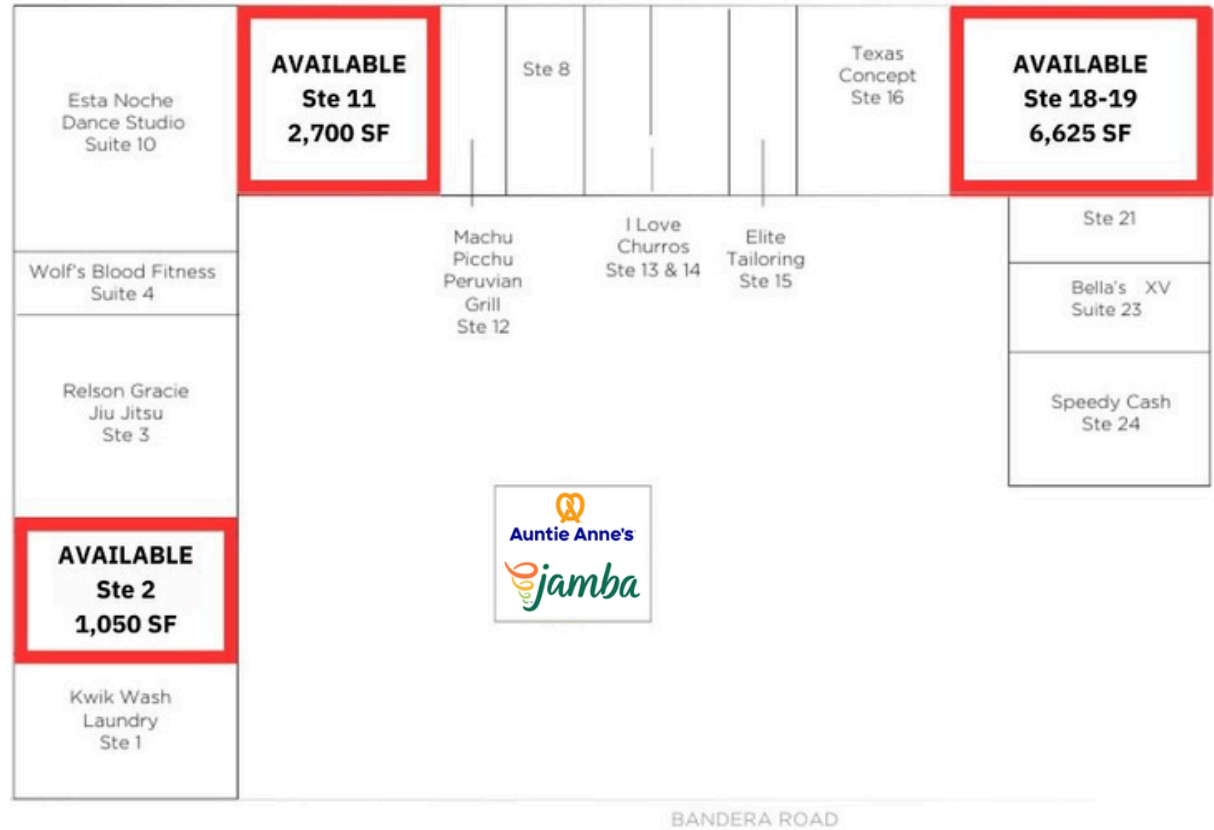 Esta Noche
Dance Studio
Suite 10
AVAILABLE
Ste 11
2,700 SF
Ste 8
Texas
Concept
Ste 16
AVAILABLE
Ste 18-19
6,625 SF
Wolf's Blood Fitness
Suite 4
Machu
Picchu
Peruvian
Grill
Ste 12
I Love
Churros
Ste 13 & 14
Elite
Tailoring
Ste 15
Ste 21
Bella's XV
Suite 23
Relson Gracie
Jiu Jitsu
Ste 3
Speedy Cash
Ste 24
AVAILABLE
Ste 2
1,050 SF
Auntie Anne's
jamba
Kwik Wash
Laundry
Ste 1
BANDERA ROAD